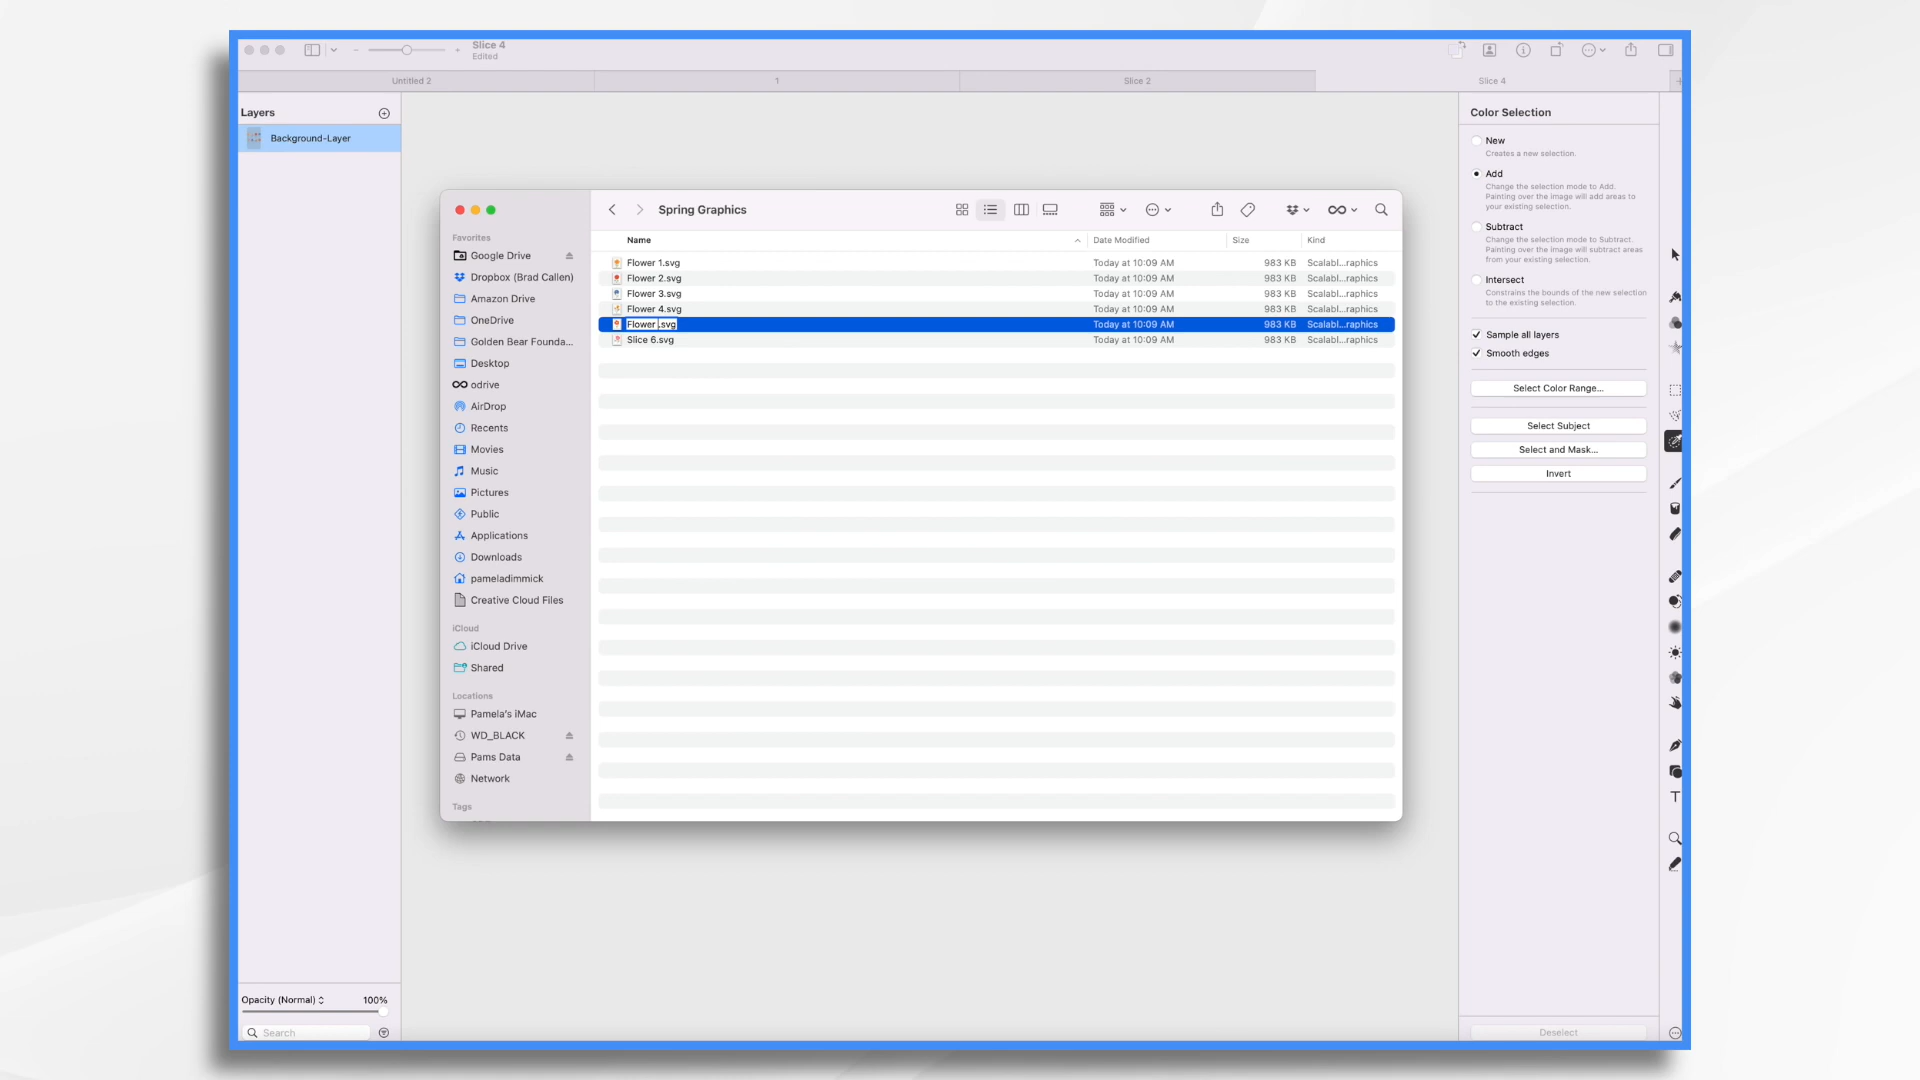 Slice 4
Edited
Untitled 2
1
Slice 2
Slice 4
Layers
Background-Layer
Opacity (Normal)
100%
Search
Spring Graphics
Favorites
Google Drive
Dropbox (Brad Callen)
Amazon Drive
OneDrive
Golden Bear Founda...
Desktop
odrive
AirDrop
Recents
Movies
Music
Pictures
Public
Applications
Downloads
pameladimmick
Creative Cloud Files
iCloud
iCloud Drive
Shared
Locations
Pamela's iMac
WD_BLACK
Pams Data
Network
Tags
Name Date Modified Size Kind
Flower 1.svg Today at 10:09 AM 983 KB Scalabl...raphics
Flower 2.svg Today at 10:09 AM 983 KB Scalabl...raphics
Flower 3.svg Today at 10:09 AM 983 KB Scalabl...raphics
Flower 4.svg Today at 10:09 AM 983 KB Scalabl...raphics
Flower .svg Today at 10:09 AM 983 KB Scalabl...raphics
Slice 6.svg Today at 10:09 AM 983 KB Scalabl...raphics
Color Selection
New
Creates a new selection.
Add
Change the selection mode to Add.
Painting over the image will add areas to
your existing selection.
Subtract
Change the selection mode to Subtract.
Painting over the image will subtract areas
from your existing selection.
Intersect
Constrains the bounds of the new selection
to the existing selection.
Sample all layers
Smooth edges
Select Color Range...
Select Subject
Select and Mask...
Invert
Deselect